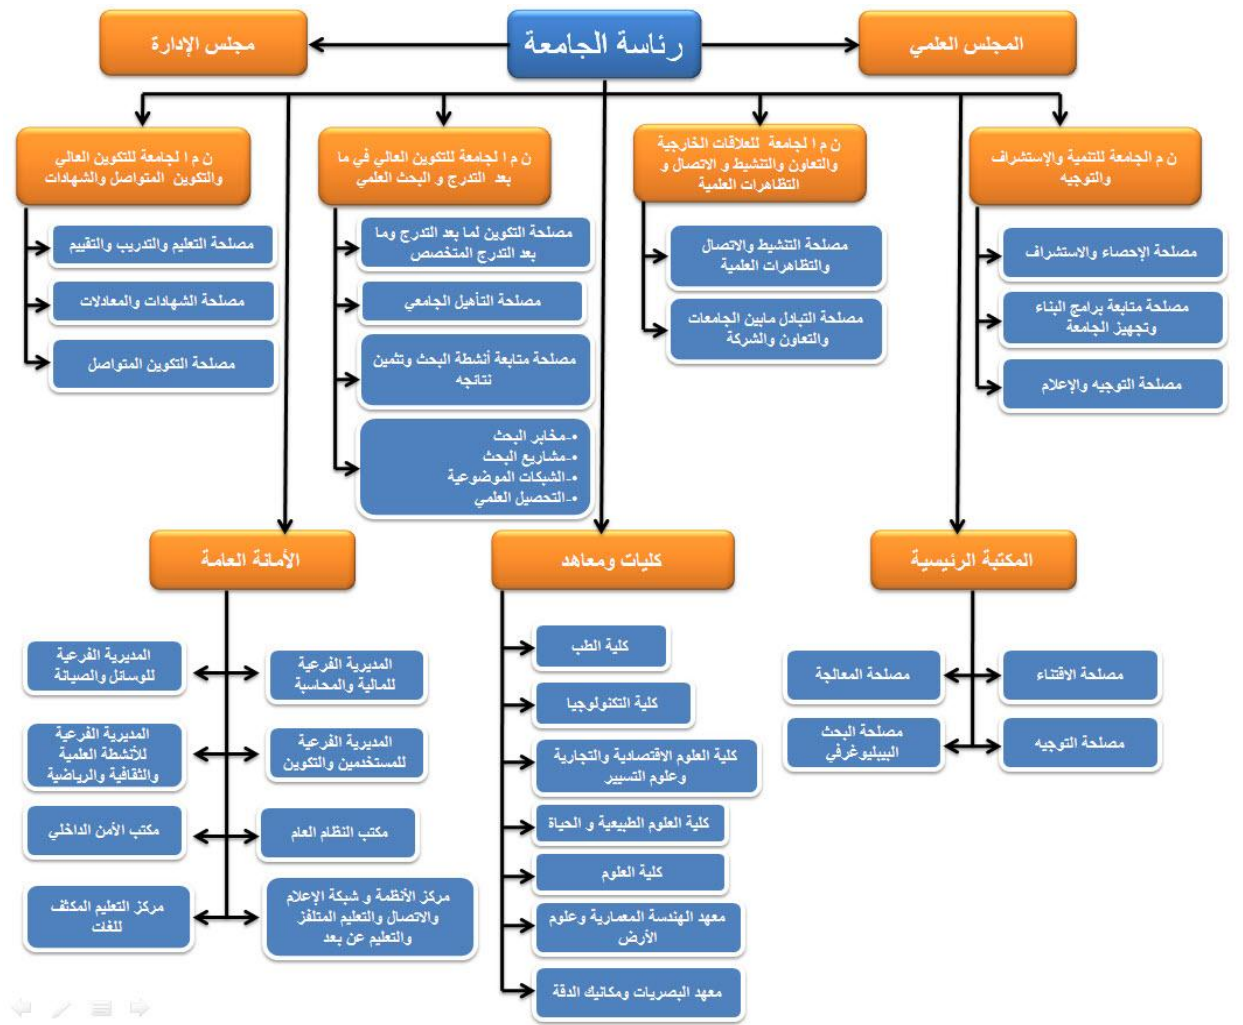 رئاسة الجامعة
المجلس العلمي
مجلس الإدارة
ن م الجامعة للتنمية والإستشراف
والتوجيه
مصلحة الإحصاء والاستشراف
مصلحة متابعة برامج البناء
وتجهيز الجامعة
مصلحة التوجيه والإعلام
ن م ا لجامعة للعلاقات الخارجية
والتعاون والتنشيط و الاتصال و
التظاهرات العلمية
مصلحة التنشيط والاتصال
والتظاهرات العلمية
مصلحة التبادل مابين الجامعات
والتعاون والشركة
ن م ا لجامعة للتكوين العالي في ما
بعد التدرج و البحث العلمي
مصلحة التكوين لما بعد التدرج وما
بعد التدرج المتخصص
مصلحة التأهيل الجامعي
مصلحة متابعة أنشطة البحث وتثمين
نتائجه
•-مخابر البحث
•-مشاريع البحث
•-الشبكات الموضوعية
•-التحصيل العلمي
ن م ا لجامعة للتكوين العالي
والتكوين المتواصل والشهادات
مصلحة التعليم والتدريب والتقييم
مصلحة الشهادات والمعادلات
مصلحة التكوين المتواصل
المكتبة الرئيسية
مصلحة الاقتناء
مصلحة المعالجة
مصلحة التوجيه
مصلحة البحث
البيبليوغرفي
كليات ومعاهد
كلية الطب
كلية التكنولوجيا
كلية العلوم الاقتصادية والتجارية
وعلوم التسيير
كلية العلوم الطبيعية و الحياة
كلية العلوم
معهد الهندسة المعمارية وعلوم
الأرض
معهد البصريات ومكانيك الدقة
الأمانة العامة
المديرية الفرعية
للمالية والمحاسبة
المديرية الفرعية
للوسائل والصيانة
المديرية الفرعية
للمستخدمين والتكوين
المديرية الفرعية
للأنشطة العلمية
والثقافية والرياضية
مكتب النظام العام
مكتب الأمن الداخلي
مركز الأنظمة و شبكة الإعلام
والاتصال والتعليم المتلفز
والتعليم عن بعد
مركز التعليم المكثف
للغات